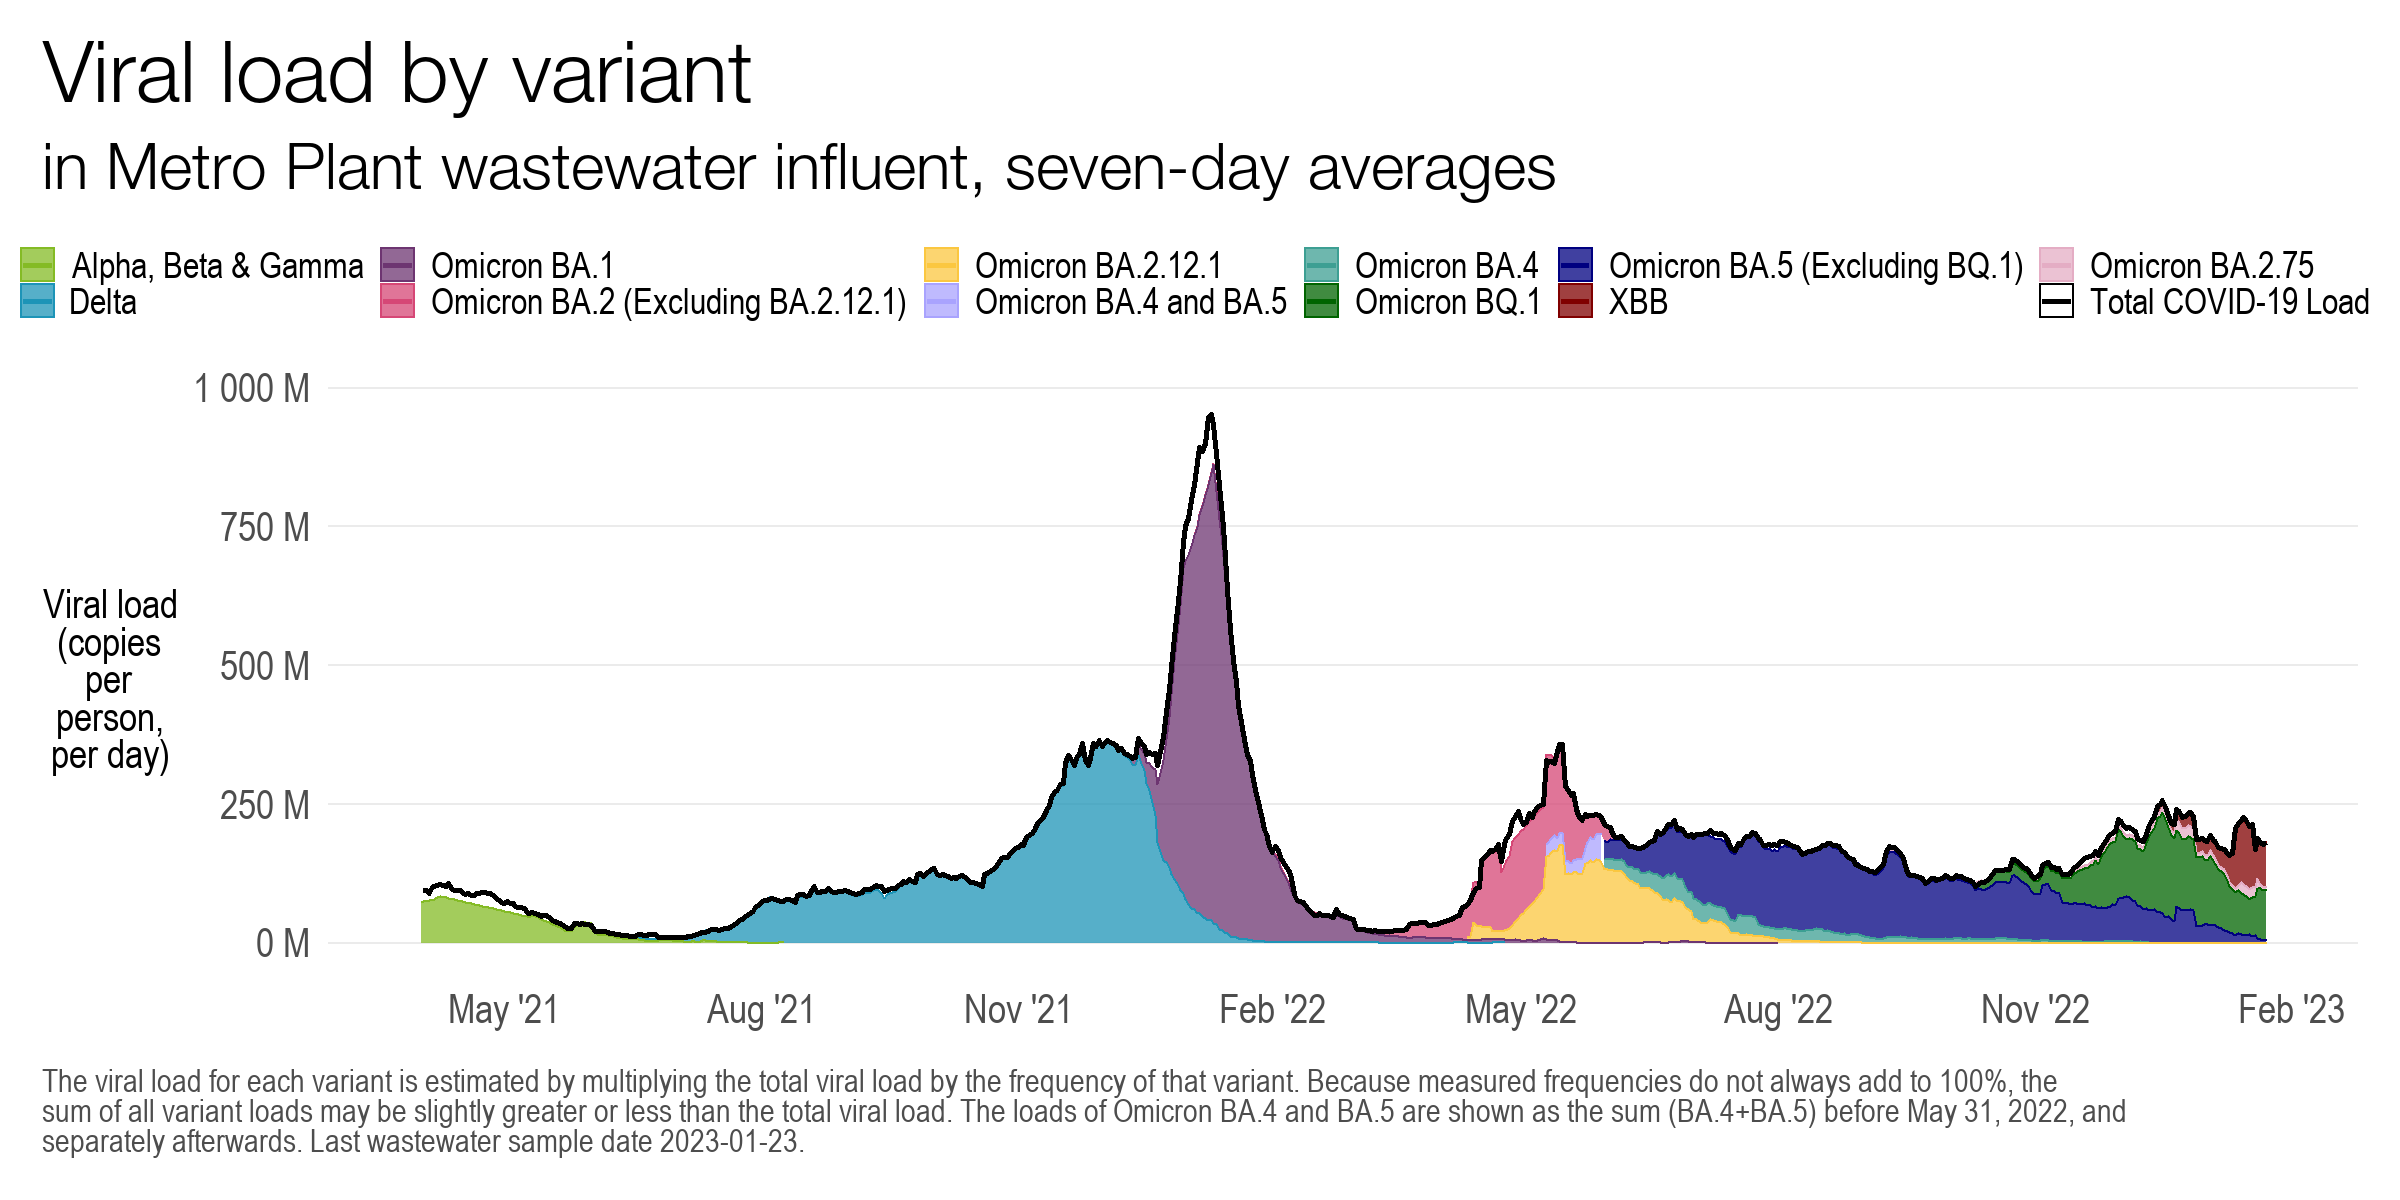 Viral load by variant
in Metro Plant wastewater influent, seven-day averages
Alpha, Beta & Gamma
Delta
Omicron BA.1
Omicron BA.2 (Excluding BA.2.12.1)
Omicron BA.2.12.1
Omicron BA.4 and BA.5
Omicron BA.4
Omicron BQ.1
Omicron BA.5 (Excluding BQ.1)
XBB
Omicron BA.2.75
Total COVID-19 Load
1 000 M
750 M
500 M
250 M
0 M
Viral load
(copies
per
person,
per day)
May '21
Aug '21
Nov '21
Feb '22
May '22
Aug '22
Nov '22
Feb '23
The viral load for each variant is estimated by multiplying the total viral load by the frequency of that variant. Because measured frequencies do not always add to 100%, the
sum of all variant loads may be slightly greater or less than the total viral load. The loads of Omicron BA.4 and BA.5 are shown as the sum (BA.4+BA.5) before May 31, 2022, and
separately afterwards. Last wastewater sample date 2023-01-23.